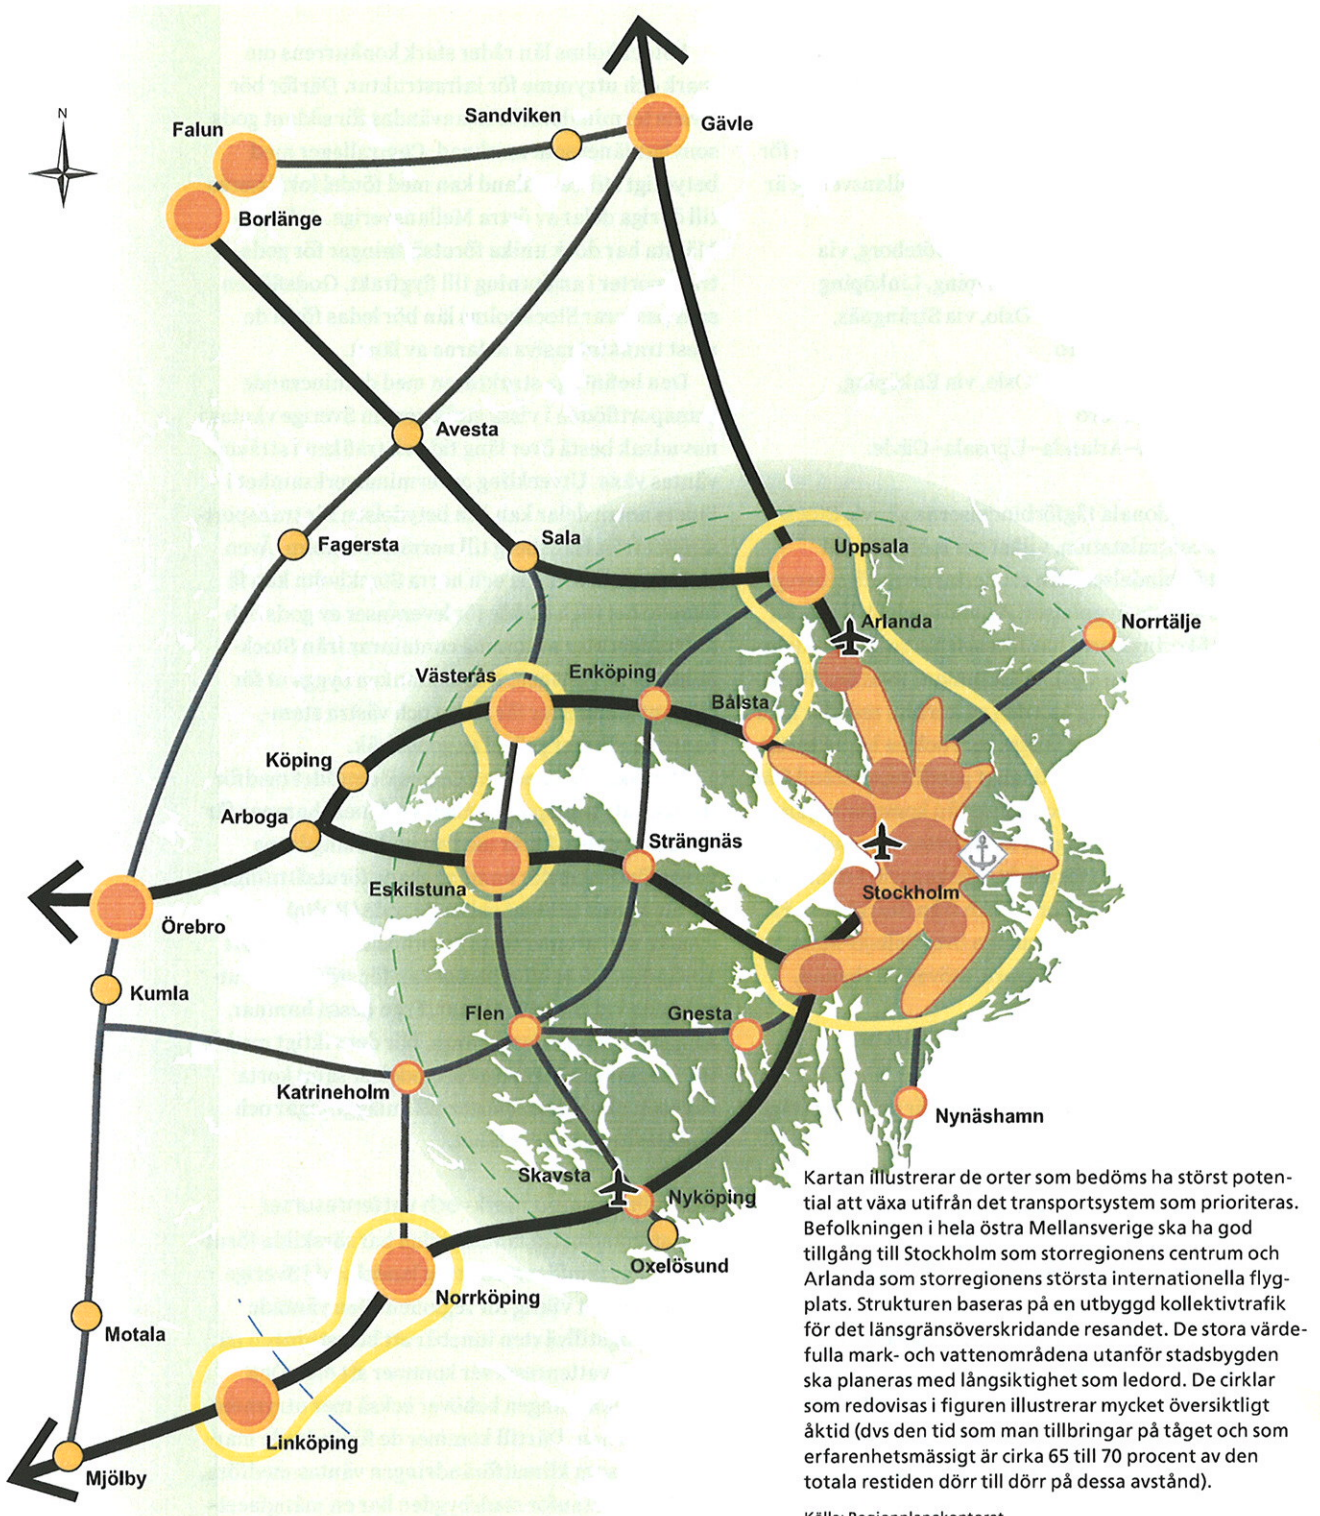 N
Sandviken
Gävle
Falun
Borlänge
Avesta
Fagersta
Sala
Uppsala
Arlanda
Norrtälje
Västerås
Enköping
Bålsta
Köping
Arboga
Strängnäs
Eskilstuna
Stockholm
Örebro
Kumla
Flen
Gnesta
Katrineholm
Nynäshamn
Skavsta
Nyköping
Oxelösund
Norrköping
Motala
Linköping
Mjölby
Kartan illustrerar de orter som bedöms ha störst poten-
tial att växa utifrån det transportsystem som prioriteras.
Befolkningen i hela östra Mellansverige ska ha god
tillgång till Stockholm som storregionens centrum och
Arlanda som storregionens största internationella flyg-
plats. Strukturen baseras på en utbyggd kollektivtrafik
för det länsgränsöverskridande resandet. De stora värde-
fulla mark- och vattenområdena utanför stadsbygden
ska planeras med långsiktighet som ledord. De cirklar
som redovisas i figuren illustrerar mycket översiktligt
åktid (dvs den tid som man tillbringar på tåget och som
erfarenhetsmässigt är cirka 65 till 70 procent av den
totala restiden dörr till dörr på dessa avstånd).